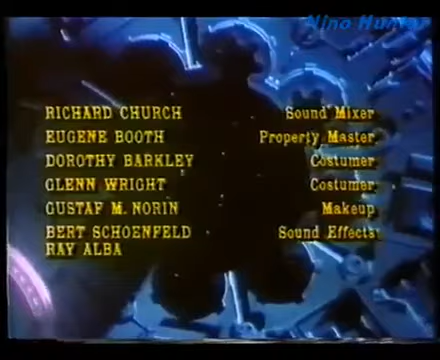 Nino Hunter
RICHARD CHURCH Sound Mixer
EUGENE BOOTH Property Master
DOROTHY BARKLEY Costumer
GLENN WRIGHT Costumer
GUSTAF M. NORIN Makeup
BERT SCHOENFELD Sound Effects
RAY ALBA